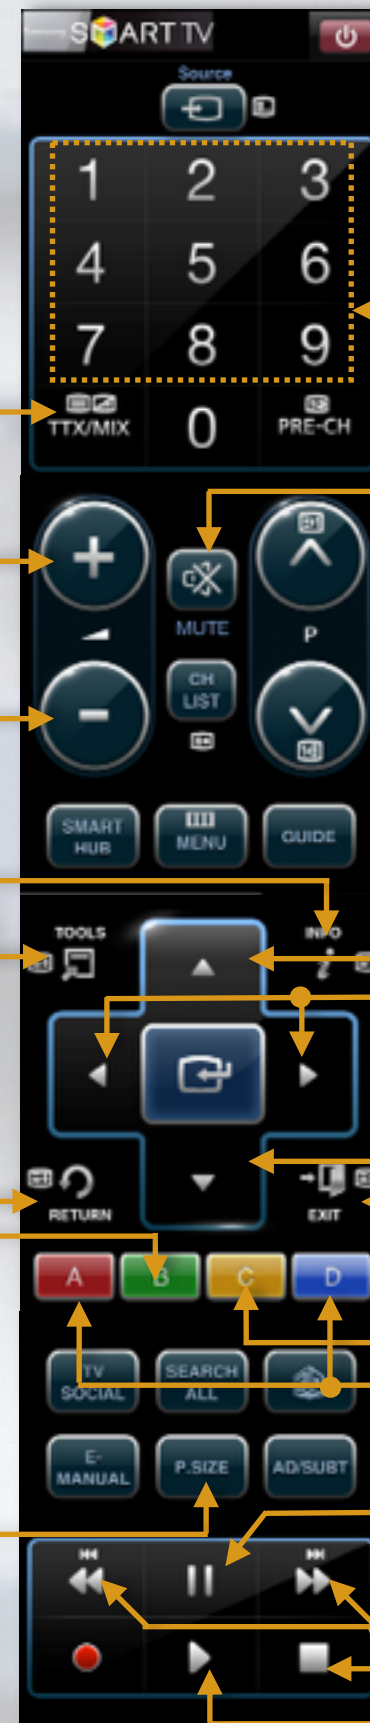 SMART TV
Source
1 2 3
4 5 6
7 8 9
TTX/MIX 0 PRE-CH
MUTE
P
CH
LIST
SMART
HUB
MENU
GUIDE
TOOLS
INFO
RETURN
EXIT
A B C D
TV
SOCIAL
SEARCH
ALL
E-
MANUAL
P.SIZE
AD/SUBT